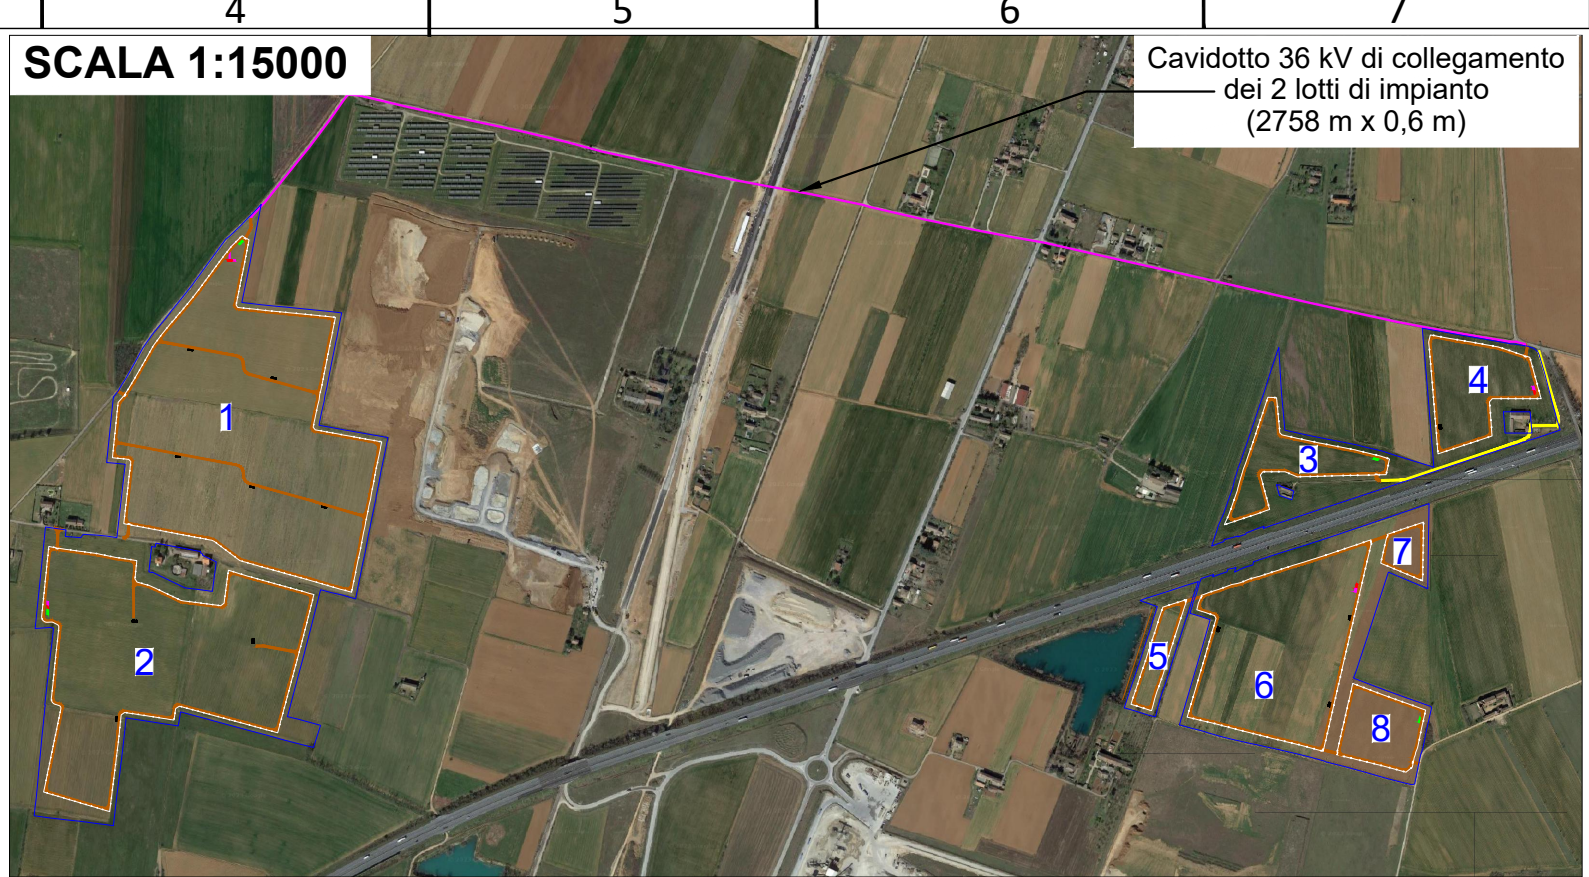 4 5 6 7
SCALA 1:15000
Cavidotto 36 kV di collegamento
dei 2 lotti di impianto
(2758 m x 0,6 m)
1
2
3
4
5
6
7
8